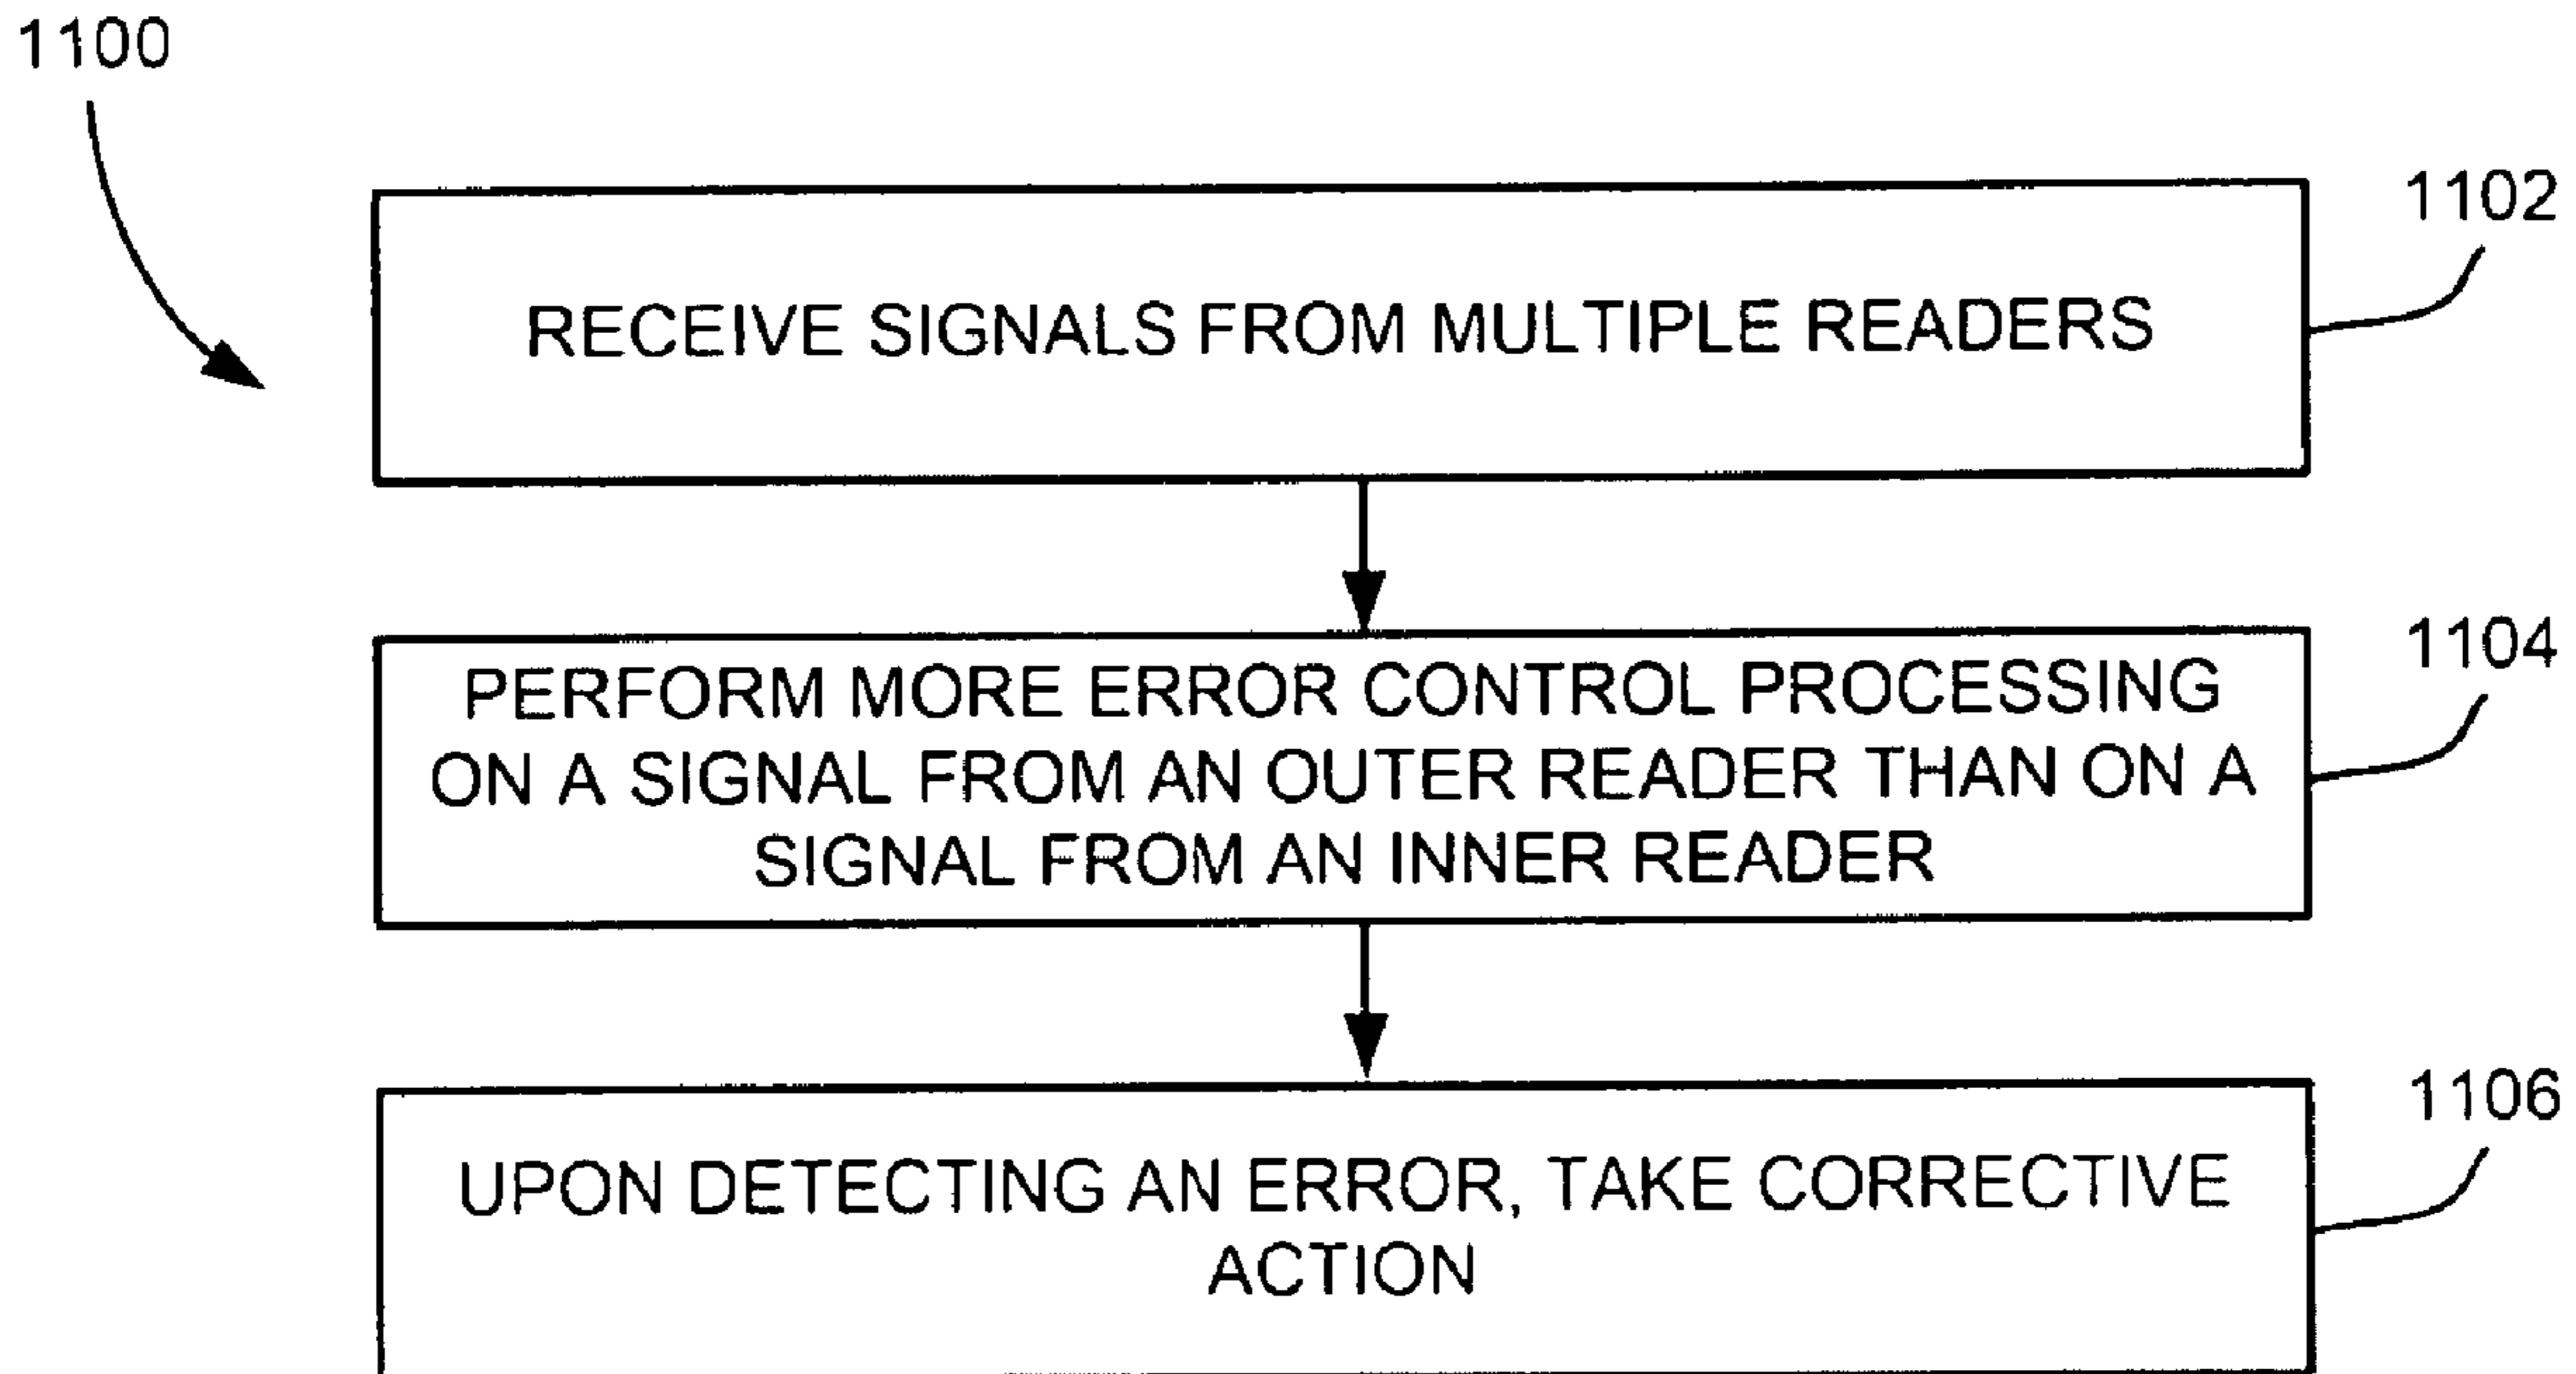 1100
1102
RECEIVE SIGNALS FROM MULTIPLE READERS
1104
PERFORM MORE ERROR CONTROL PROCESSING
ON A SIGNAL FROM AN OUTER READER THAN ON A
SIGNAL FROM AN INNER READER
1106
UPON DETECTING AN ERROR, TAKE CORRECTIVE
ACTION